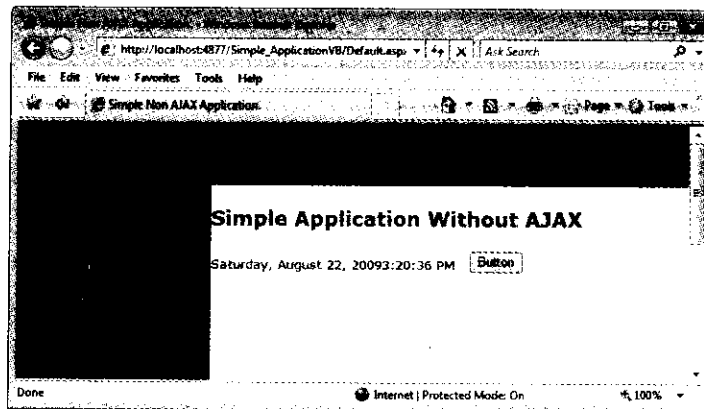 http://localhost:4877/Simple_ApplicationVB/Default.asp Ask Search
File Edit View Favorites Tools Help
Simple Non AJAX Application Page Tools
Simple Application Without AJAX
Saturday, August 22, 20093:20:36 PM Button
Done Internet | Protected Mode: On 100%